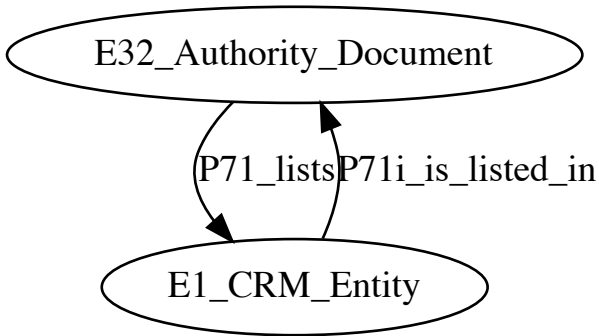 E32_Authority_Document
P71_lists
P71i_is_listed_in
E1_CRM_Entity